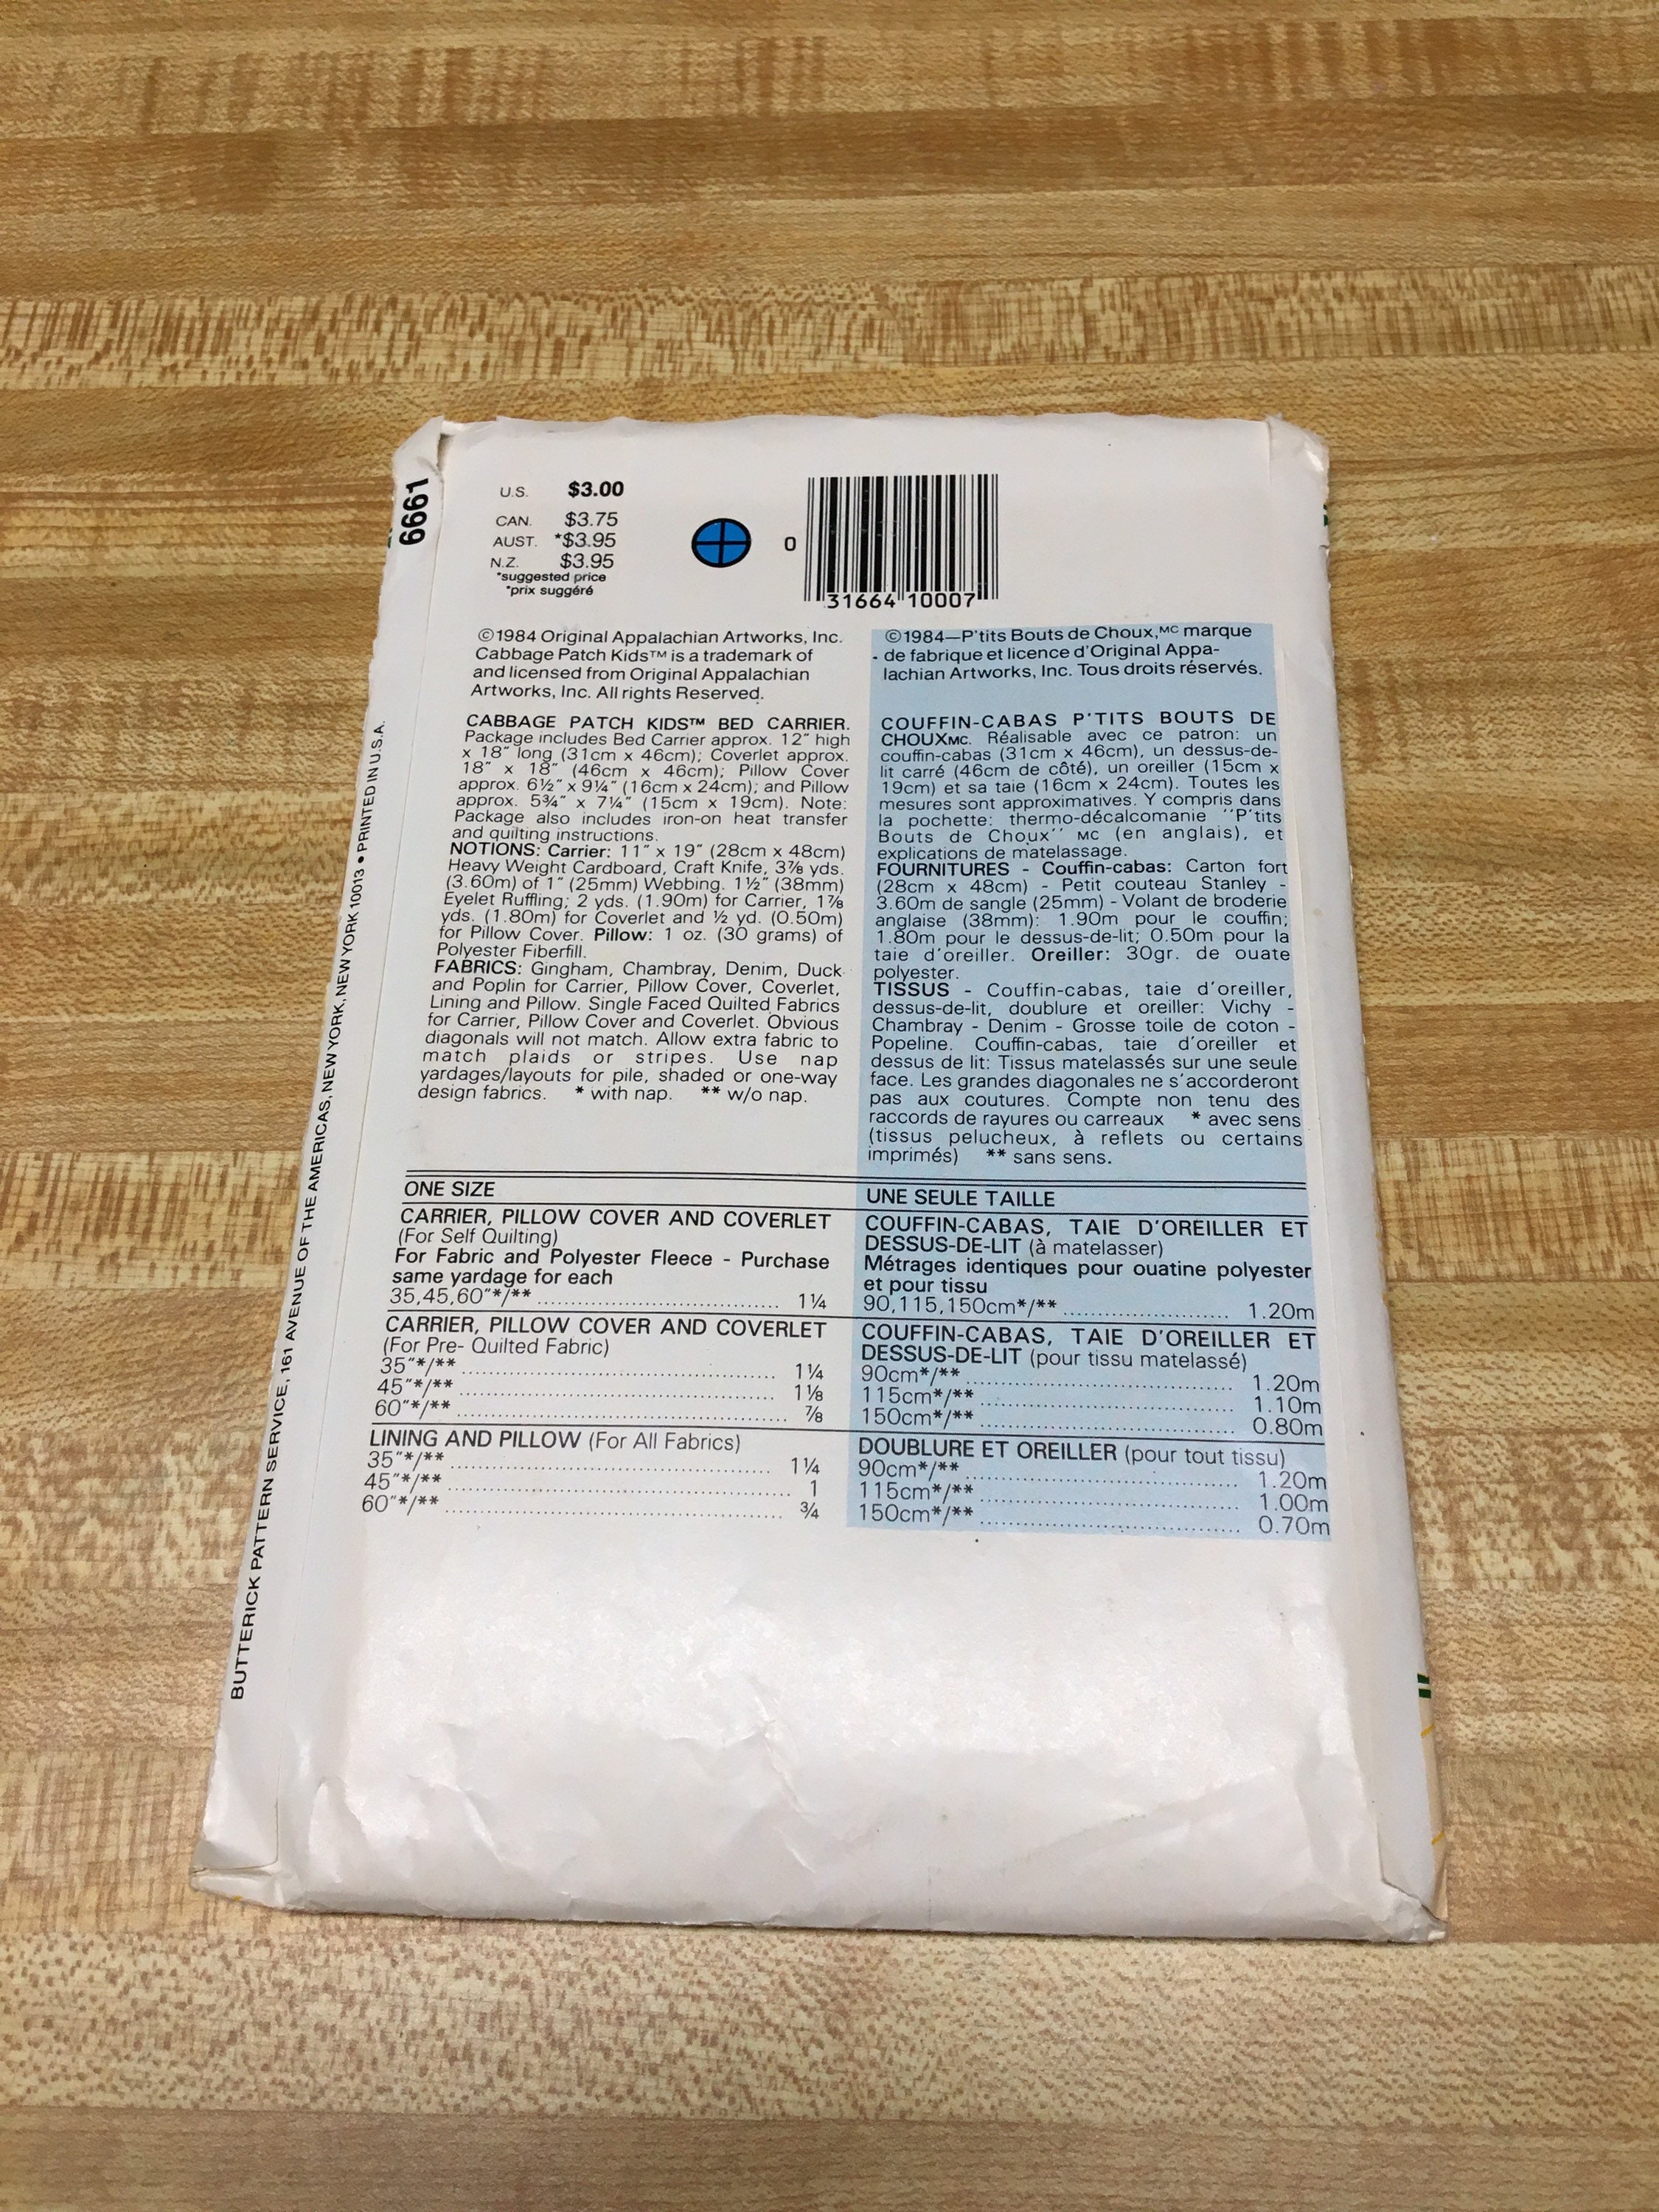 6661
U.S. $3.00
CAN. $3.75
AUST. *$3.95
N.Z. $3.95
*suggested price
*prix suggéré
0
31664 10007
©1984 Original Appalachian Artworks, Inc.
Cabbage Patch Kids™ is a trademark of
and licensed from Original Appalachian
Artworks, Inc. All rights Reserved.
CABBAGE PATCH KIDS™ BED CARRIER.
Package includes Bed Carrier approx. 12" high
x 18" long (31cm x 46cm); Coverlet approx.
18" x 18" (46cm x 46cm); Pillow Cover
approx. 6½" x 9¼" (16cm x 24cm); and Pillow
approx. 5¾" x 7¼" (15cm x 19cm). Note:
Package also includes iron-on heat transfer
and quilting instructions.
NOTIONS: Carrier: 11" x 19" (28cm x 48cm)
Heavy Weight Cardboard, Craft Knife, 3⅞ yds.
(3.60m) of 1" (25mm) Webbing. 1½" (38mm)
Eyelet Ruffling; 2 yds. (1.90m) for Carrier, 1⅞
yds. (1.80m) for Coverlet and ½ yd. (0.50m)
for Pillow Cover. Pillow: 1 oz. (30 grams) of
Polyester Fiberfill.
FABRICS: Gingham, Chambray, Denim, Duck
and Poplin for Carrier, Pillow Cover, Coverlet,
Lining and Pillow. Single Faced Quilted Fabrics
for Carrier, Pillow Cover and Coverlet. Obvious
diagonals will not match. Allow extra fabric to
match plaids or stripes. Use nap
yardages/layouts for pile, shaded or one-way
design fabrics. * with nap. ** w/o nap.
©1984—P'tits Bouts de Choux,MC marque
de fabrique et licence d'Original Appa-
lachian Artworks, Inc. Tous droits réservés.
COUFFIN-CABAS P'TITS BOUTS DE
CHOUXMC. Réalisable avec ce patron: un
couffin-cabas (31cm x 46cm), un dessus-de-
lit carré (46cm de côté), un oreiller (15cm x
19cm) et sa taie (16cm x 24cm). Toutes les
mesures sont approximatives. Y compris dans
la pochette: thermo-décalcomanie ''P'tits
Bouts de Choux'' MC (en anglais), et
explications de matelassage.
FOURNITURES - Couffin-cabas: Carton fort
(28cm x 48cm) - Petit couteau Stanley -
3.60m de sangle (25mm) - Volant de broderie
anglaise (38mm): 1.90m pour le couffin;
1.80m pour le dessus-de-lit; 0.50m pour la
taie d'oreiller. Oreiller: 30gr. de ouate
polyester.
TISSUS - Couffin-cabas, taie d'oreiller,
dessus-de-lit, doublure et oreiller: Vichy -
Chambray - Denim - Grosse toile de coton -
Popeline. Couffin-cabas, taie d'oreiller et
dessus de lit: Tissus matelassés sur une seule
face. Les grandes diagonales ne s'accorderont
pas aux coutures. Compte non tenu des
raccords de rayures ou carreaux * avec sens
(tissus pelucheux, à reflets ou certains
imprimés) ** sans sens.
ONE SIZE
CARRIER, PILLOW COVER AND COVERLET
(For Self Quilting)
For Fabric and Polyester Fleece - Purchase
same yardage for each
35,45,60"*/** 1¼
CARRIER, PILLOW COVER AND COVERLET
(For Pre- Quilted Fabric)
35"*/** 1¼
45"*/** 1⅛
60"*/** ⅞
LINING AND PILLOW (For All Fabrics)
35"*/** 1¼
45"*/** 1
60"*/** ¾
UNE SEULE TAILLE
COUFFIN-CABAS, TAIE D'OREILLER ET
DESSUS-DE-LIT (à matelasser)
Métrages identiques pour ouatine polyester
et pour tissu
90,115,150cm*/** 1.20m
COUFFIN-CABAS, TAIE D'OREILLER ET
DESSUS-DE-LIT (pour tissu matelassé)
90cm*/** 1.20m
115cm*/** 1.10m
150cm*/** 0.80m
DOUBLURE ET OREILLER (pour tout tissu)
90cm*/** 1.20m
115cm*/** 1.00m
150cm*/** 0.70m
BUTTERICK PATTERN SERVICE, 161 AVENUE OF THE AMERICAS, NEW YORK, NEW YORK 10013 • PRINTED IN U.S.A.